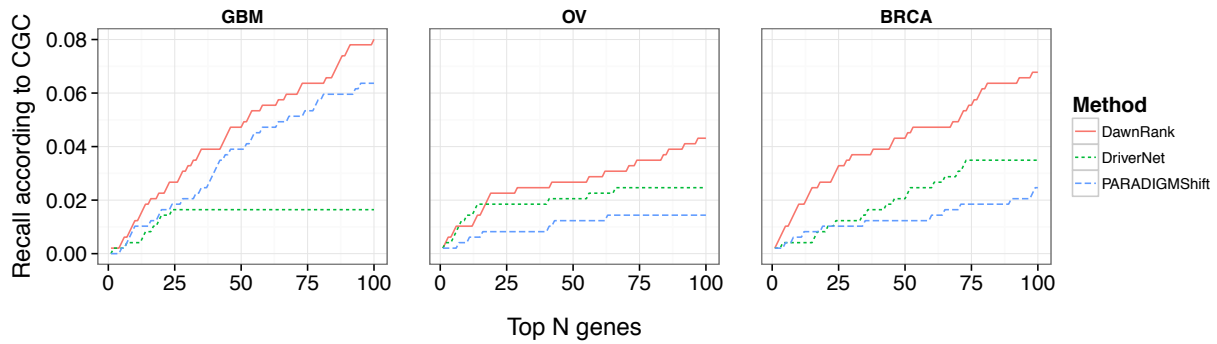 GBM
OV
BRCA
Recall according to CGC
0.08
0.06
0.04
0.02
0.00
0 25 50 75 100
0 25 50 75 100
0 25 50 75 100
Top N genes
Method
DawnRank
DriverNet
PARADIGMShift